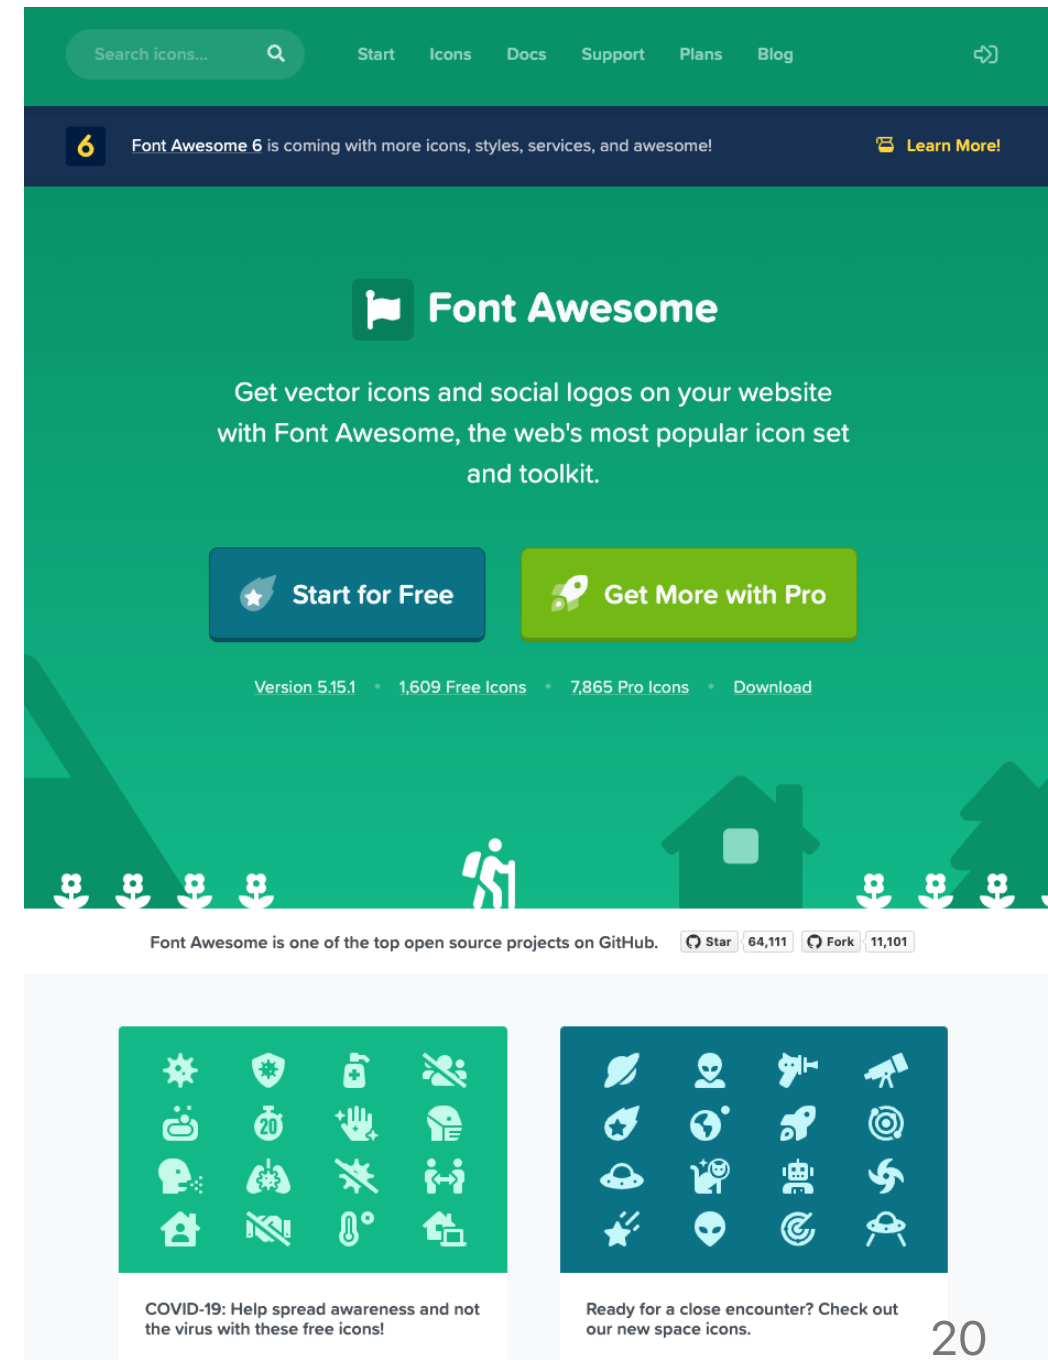 Search icons...
Start Icons Docs Support Plans Blog
6
Font Awesome 6 is coming with more icons, styles, services, and awesome!
Learn More!
Font Awesome
Get vector icons and social logos on your website
with Font Awesome, the web's most popular icon set
and toolkit.
Start for Free
Get More with Pro
Version 5.15.1 • 1,609 Free Icons • 7,865 Pro Icons • Download
Font Awesome is one of the top open source projects on GitHub.
Star 64,111 Fork 11,101
20
COVID-19: Help spread awareness and not
the virus with these free icons!
Ready for a close encounter? Check out
our new space icons.
20